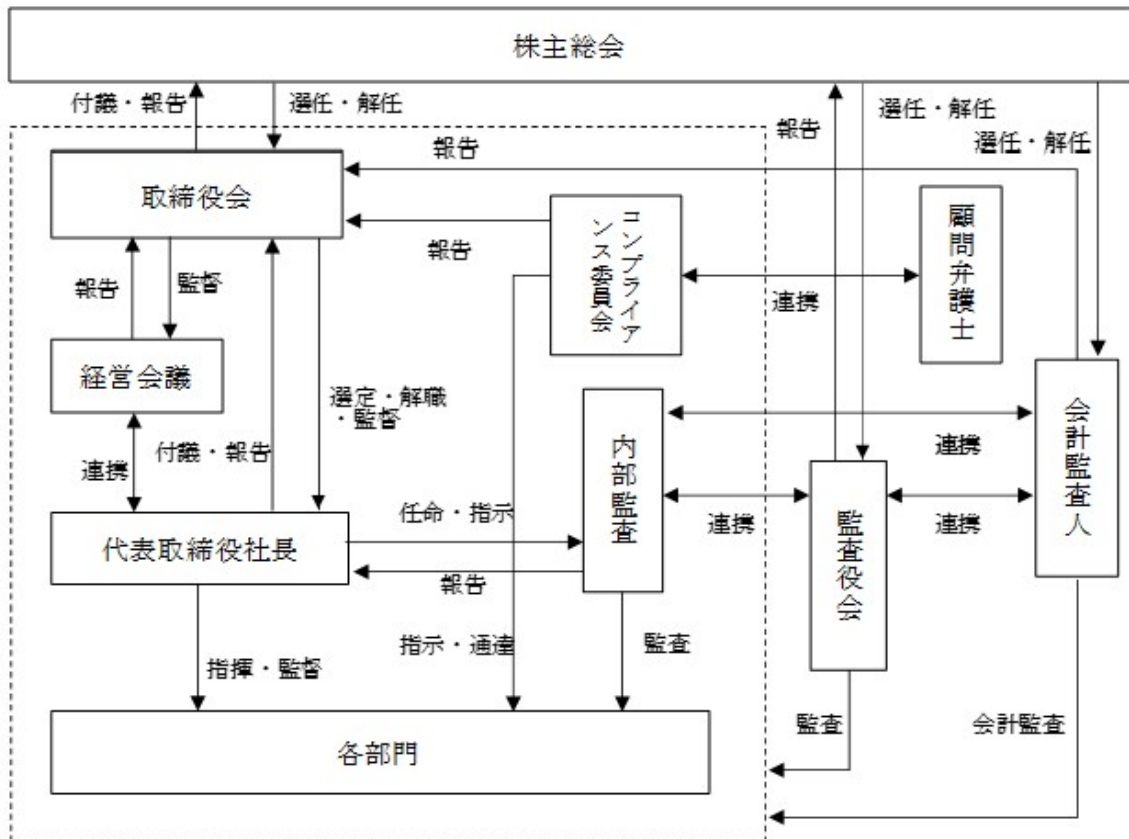 株主総会
付議・報告
選任・解任
報告
選任・解任
選任・解任
報告
取締役会
コンプライア
ンス委員会
顧問弁護士
報告
報告
監督
連携
経営会議
選定・解職
・監督
付議・報告
連携
内部監査
会計監査人
連携
連携
連携
監査役会
代表取締役社長
任命・指示
報告
指揮・監督
指示・通達
監査
各部門
監査
会計監査